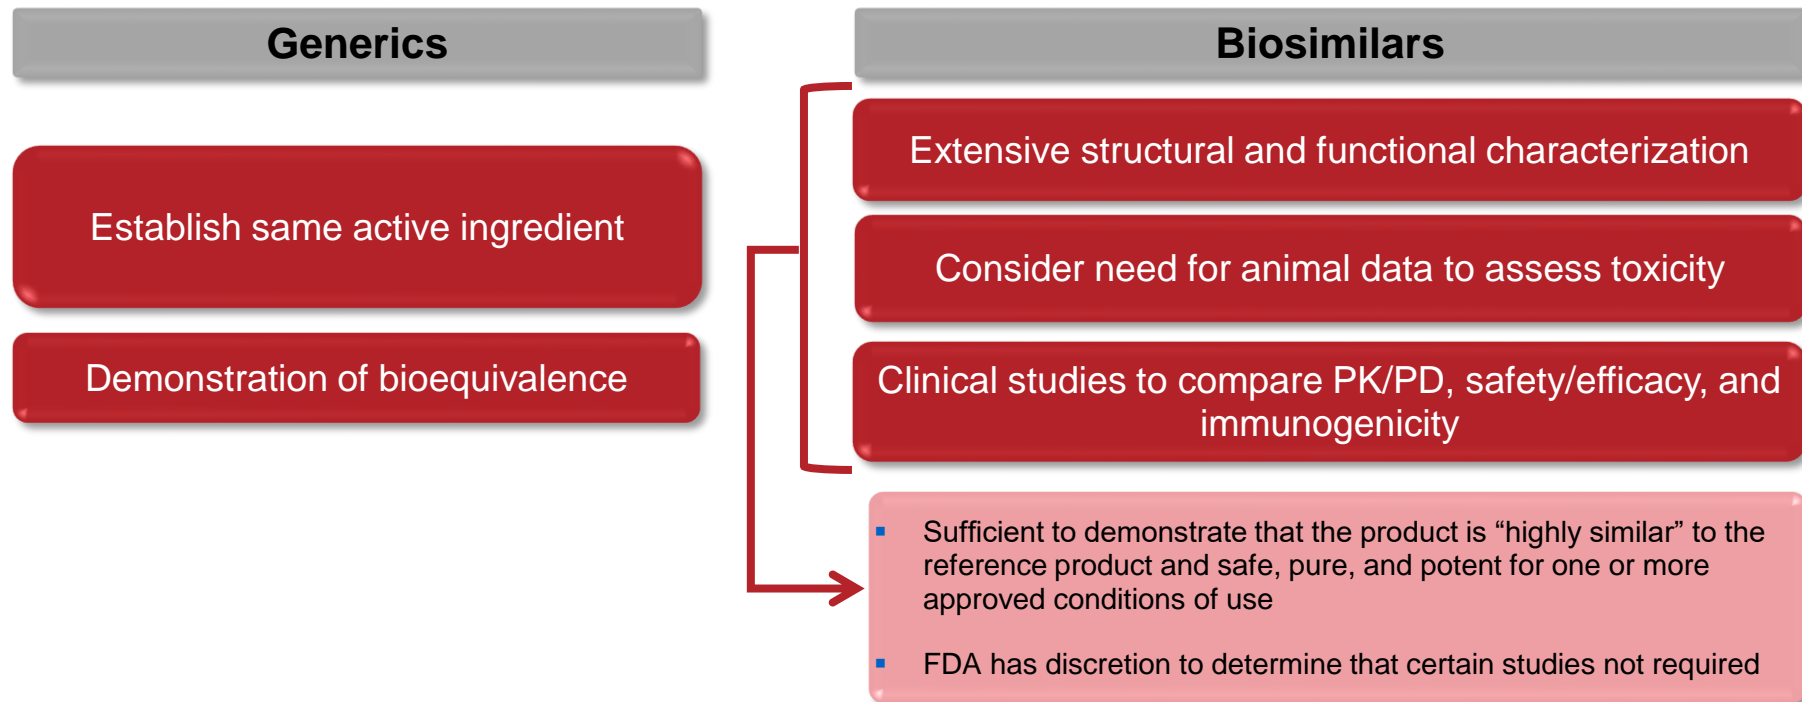 Generics
Establish same active ingredient
Demonstration of bioequivalence
Biosimilars
Extensive structural and functional characterization
Consider need for animal data to assess toxicity
Clinical studies to compare PK/PD, safety/efficacy, and
immunogenicity
▪ Sufficient to demonstrate that the product is “highly similar” to the
reference product and safe, pure, and potent for one or more
approved conditions of use
▪ FDA has discretion to determine that certain studies not required